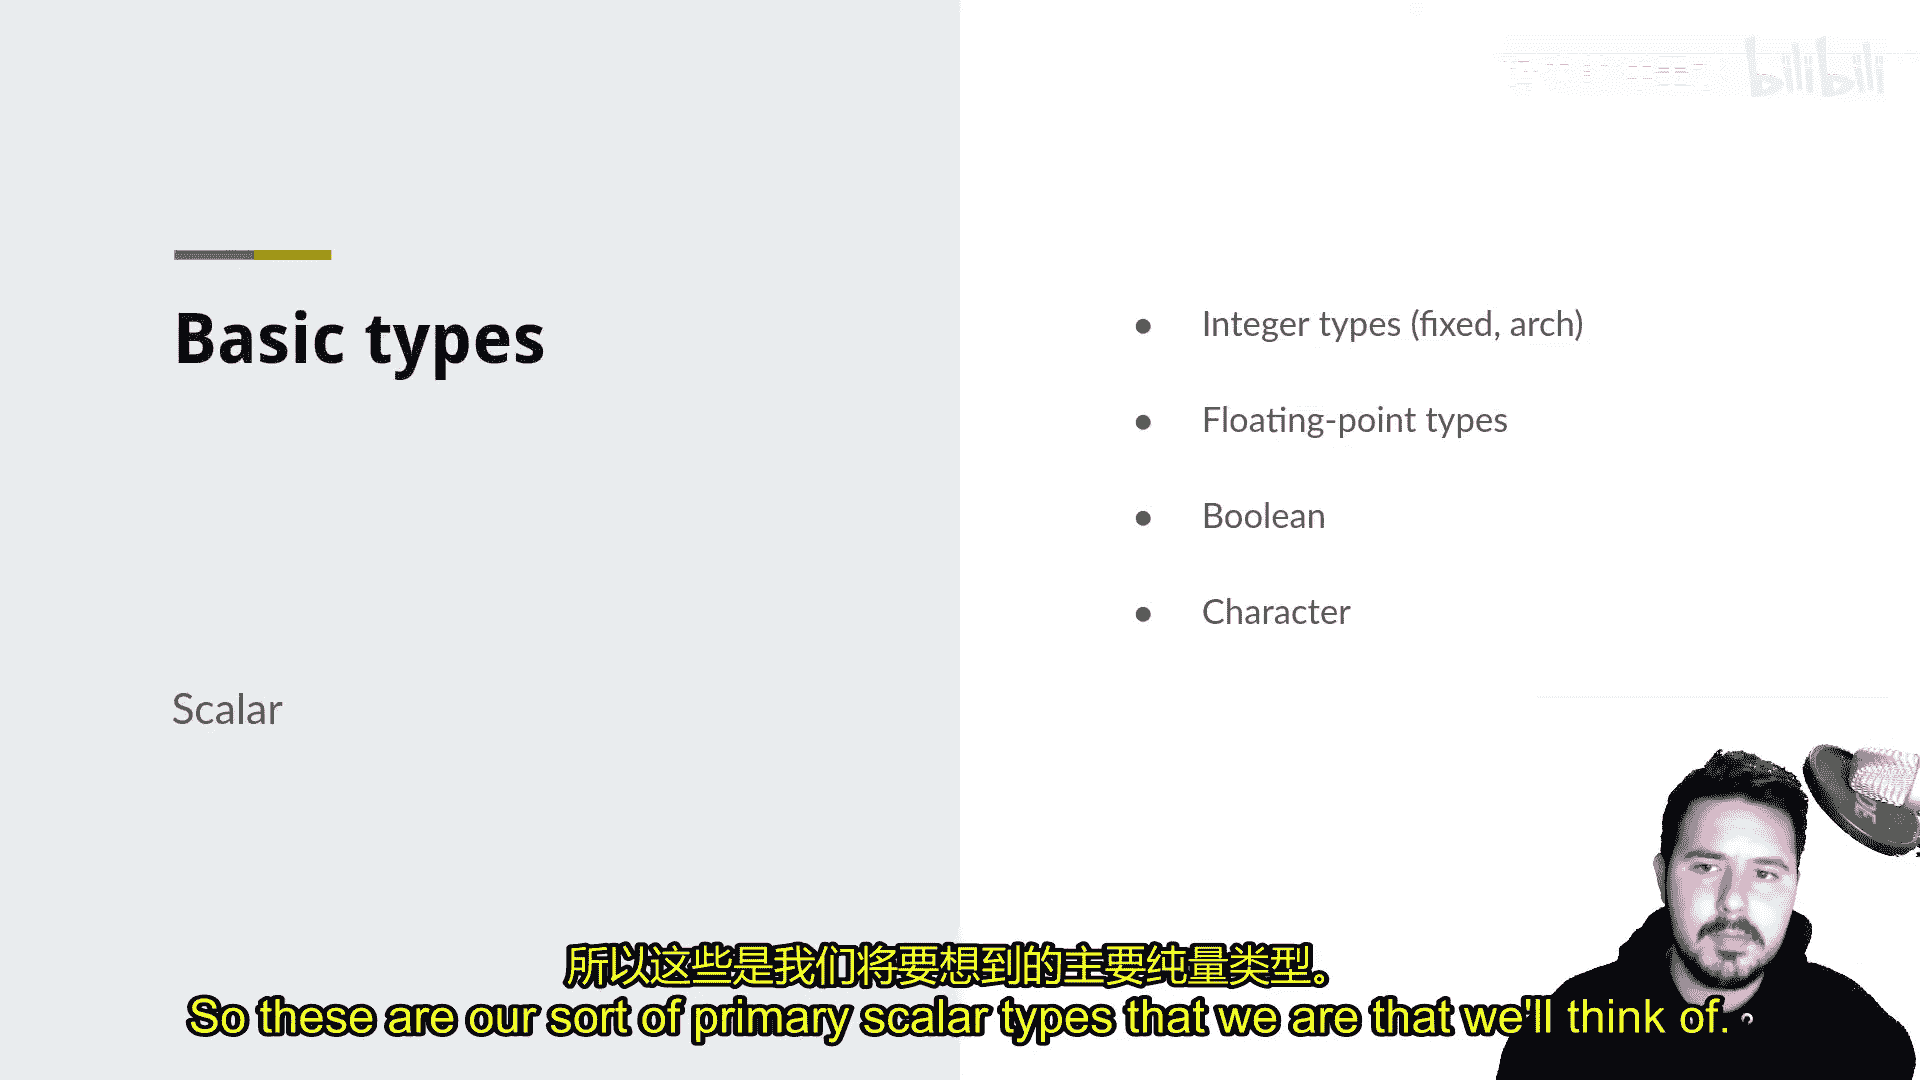 bilibili
Basic types
Scalar
● Integer types (fixed, arch)
● Floating-point types
● Boolean
● Character
所以这些是我们将要想到的主要纯量类型。
So these are our sort of primary scalar types that we are that we'll think of.